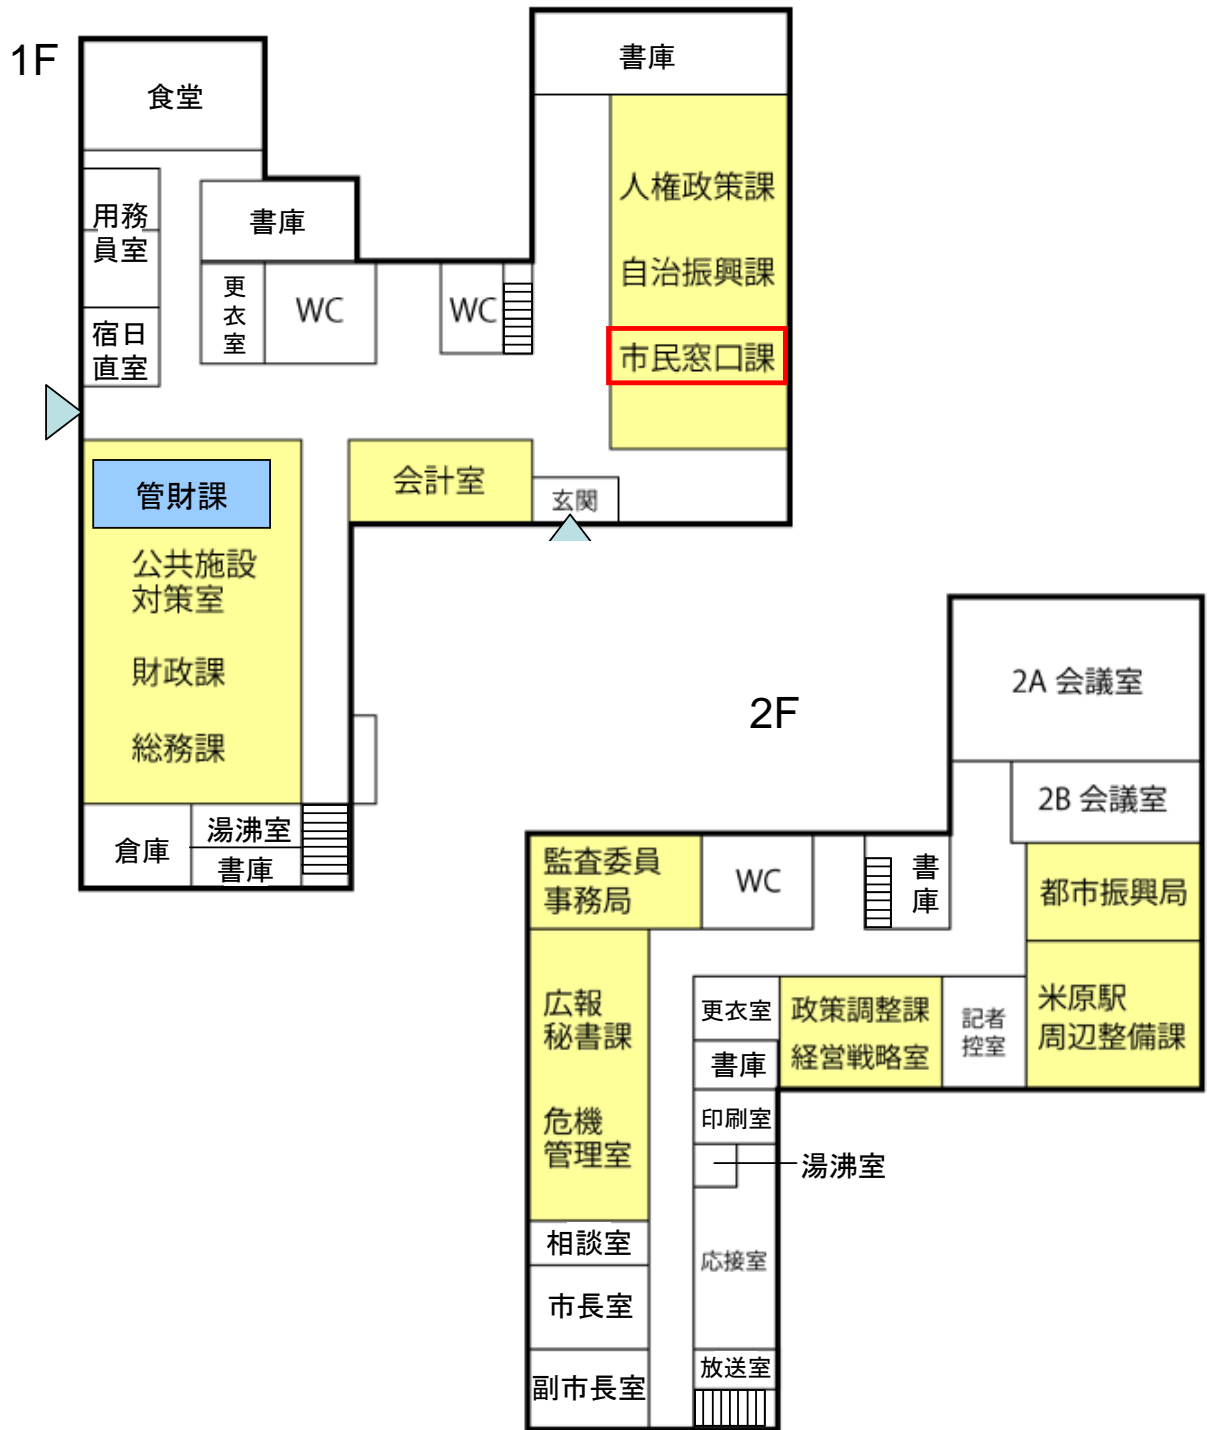 1F
食堂
書庫
用務
員室
書庫
人権政策課
自治振興課
市民窓口課
更
衣
室
WC
WC
宿日
直室
管財課
会計室
玄関
公共施設
対策室
財政課
総務課
倉庫
湯沸室
書庫
2F
2A 会議室
2B 会議室
監査委員
事務局
WC
書
庫
都市振興局
広報
秘書課
更衣室
政策調整課
経営戦略室
記者
控室
米原駅
周辺整備課
書庫
危機
管理室
印刷室
湯沸室
相談室
応接室
市長室
放送室
副市長室